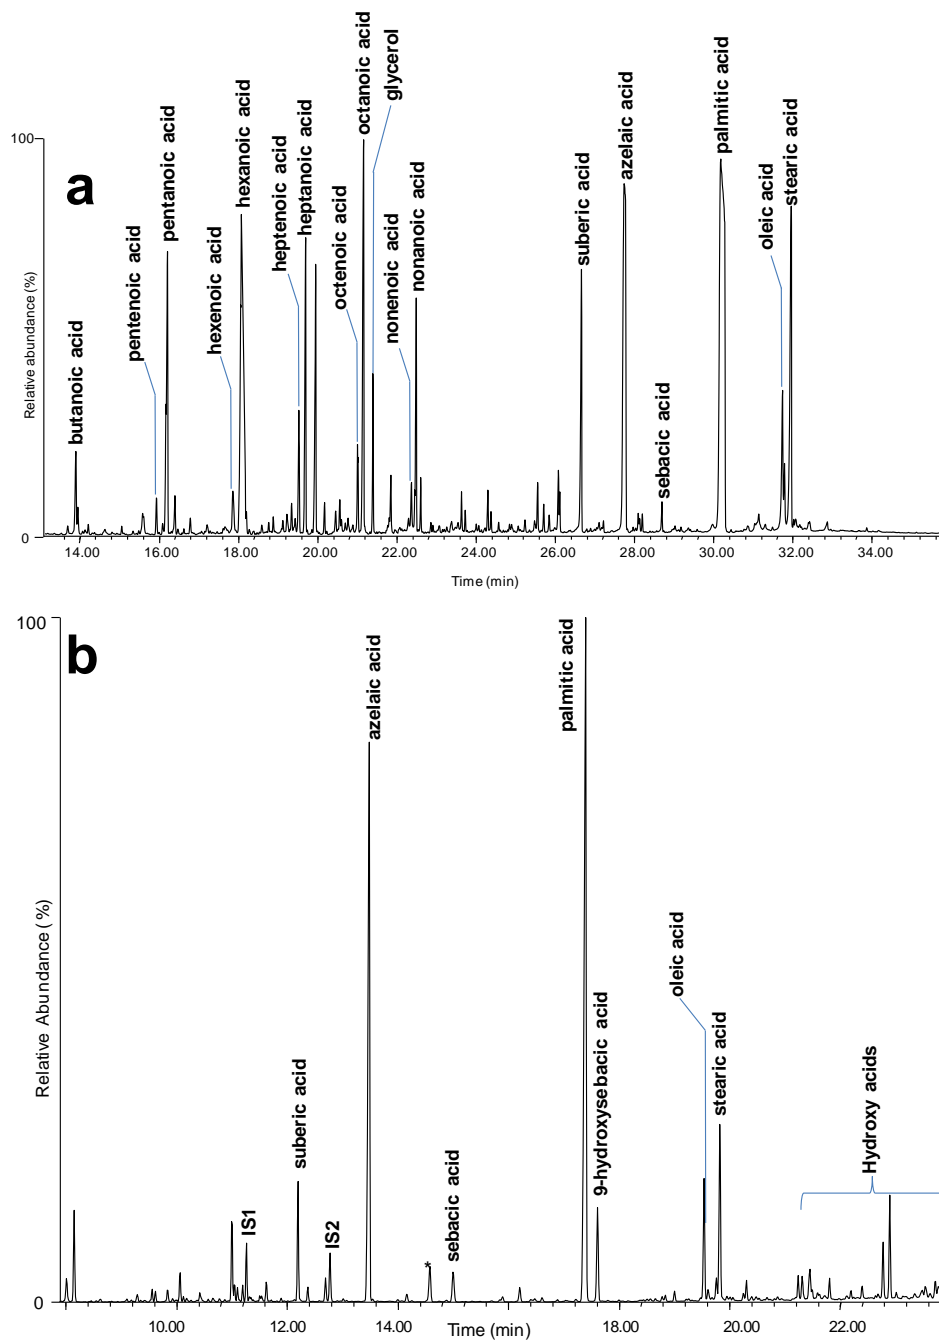 a
100
0
Relative abundance (%)
butanoic acid
pentenoic acid
pentanoic acid
hexenoic acid
hexanoic acid
heptenoic acid
heptanoic acid
octenoic acid
octanoic acid
glycerol
nonenoic acid
nonanoic acid
suberic acid
azelaic acid
sebacic acid
palmitic acid
oleic acid
stearic acid
14.00 16.00 18.00 20.00 22.00 24.00 26.00 28.00 30.00 32.00 34.00
Time (min)
b
100
0
Relative Abundance (%)
IS1
suberic acid
IS2
azelaic acid
*
sebacic acid
palmitic acid
9-hydroxysebacic acid
oleic acid
stearic acid
Hydroxy acids
10.00 12.00 14.00 16.00 18.00 20.00 22.00
Time (min)